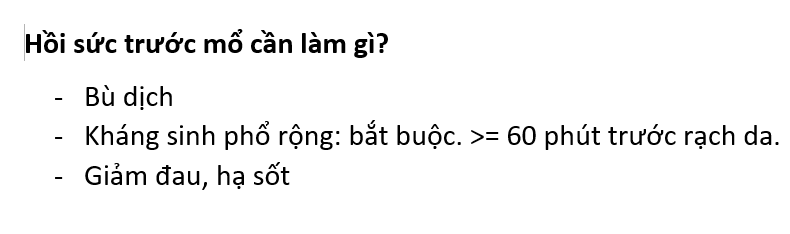 Hồi sức trước mổ cần làm gì?
- Bù dịch
- Kháng sinh phổ rộng: bắt buộc. >= 60 phút trước rạch da.
- Giảm đau, hạ sốt